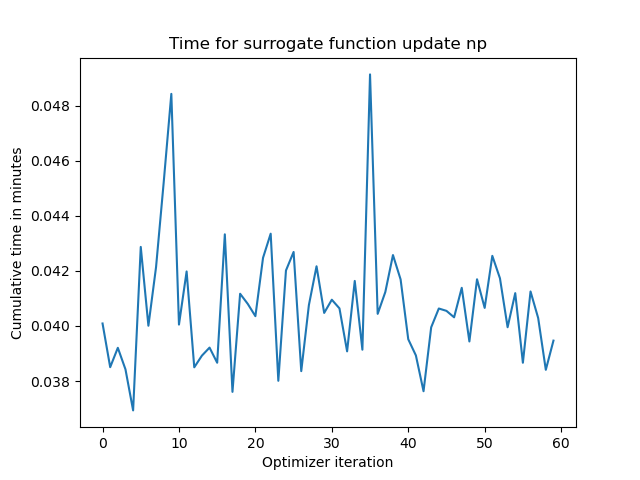 Time for surrogate function update np
Cumulative time in minutes
0.048
0.046
0.044
0.042
0.040
0.038
0 10 20 30 40 50 60
Optimizer iteration